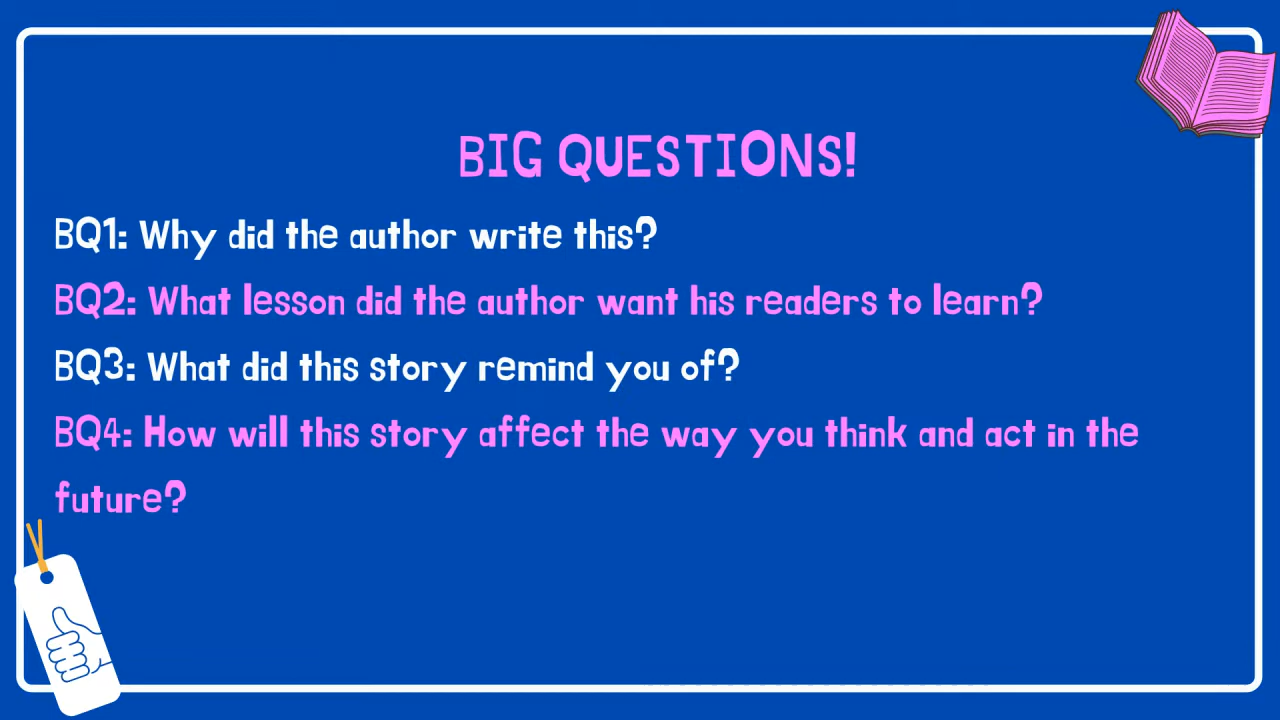 BIG QUESTIONS!
BQ1: Why did the author write this?
BQ2: What lesson did the author want his readers to learn?
BQ3: What did this story remind you of?
BQ4: How will this story affect the way you think and act in the
future?